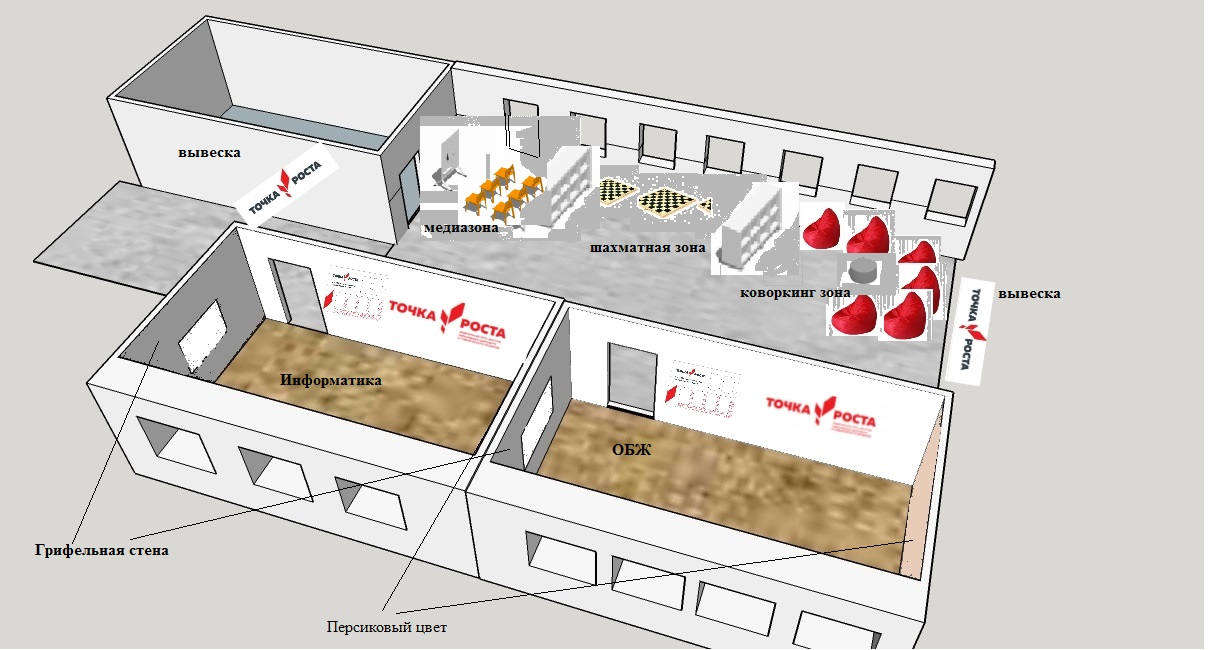 вывеска
ТОЧКА РОСТА
медиазона
шахматная зона
коворкинг зона
вывеска
ТОЧКА РОСТА
ТОЧКА РОСТА
Информатика
ТОЧКА РОСТА
ОБЖ
Грифельная стена
Персиковый цвет